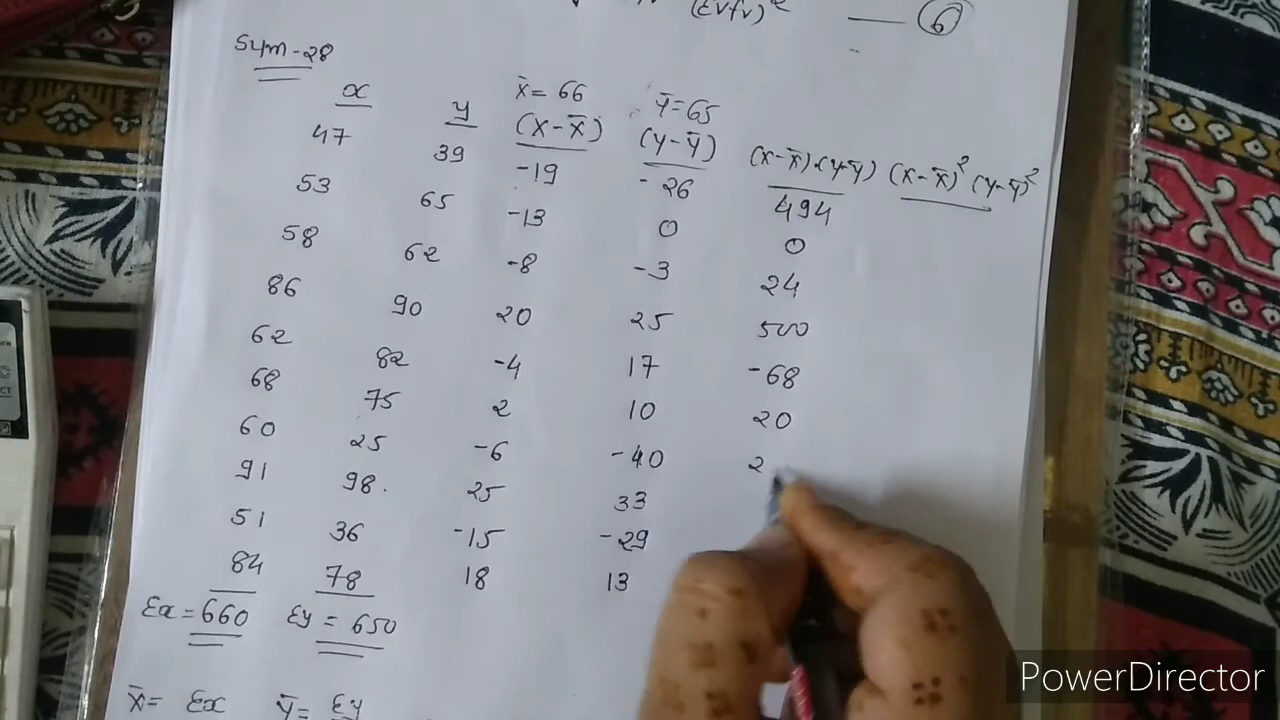 (Σvfv)² — 6
Sum-28
x y x̄ = 66 ȳ = 65
(x-x̄) (y-ȳ) (x-x̄)·(y-ȳ) (x-x̄)² (y-ȳ)²
47 39 -19 -26 494
53 65 -13 0 0
58 62 -8 -3 24
86 90 20 25 500
62 82 -4 17 -68
68 75 2 10 20
60 25 -6 -40 2
91 98. 25 33
51 36 -15 -29
84 78 18 13
Σx = 660 Σy = 650
x̄ = Σx ȳ = Σy
PowerDirector